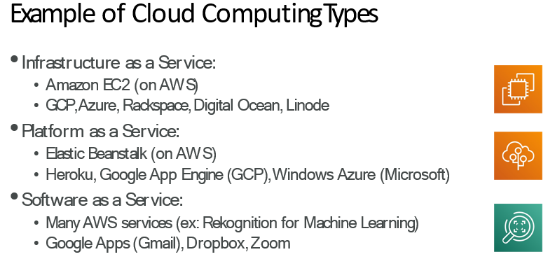 Example of Cloud Computing Types
• Infrastructure as a Service:
• Amazon EC2 (on AWS)
• GCP, Azure, Rackspace, Digital Ocean, Linode
• Platform as a Service:
• Elastic Beanstalk (on AWS)
• Heroku, Google App Engine (GCP), Windows Azure (Microsoft)
• Software as a Service:
• Many AWS services (ex: Rekognition for Machine Learning)
• Google Apps (Gmail), Dropbox, Zoom